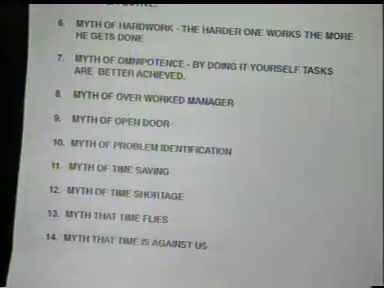 EFFECTIVE.
6. MYTH OF HARDWORK - THE HARDER ONE WORKS THE MORE
HE GETS DONE
7. MYTH OF OMNIPOTENCE - BY DOING IT YOURSELF TASKS
ARE BETTER ACHIEVED.
8. MYTH OF OVER WORKED MANAGER
9. MYTH OF OPEN DOOR
10. MYTH OF PROBLEM IDENTIFICATION
11. MYTH OF TIME SAVING
12. MYTH OF TIME SHORTAGE
13. MYTH THAT TIME FLIES
14. MYTH THAT TIME IS AGAINST US